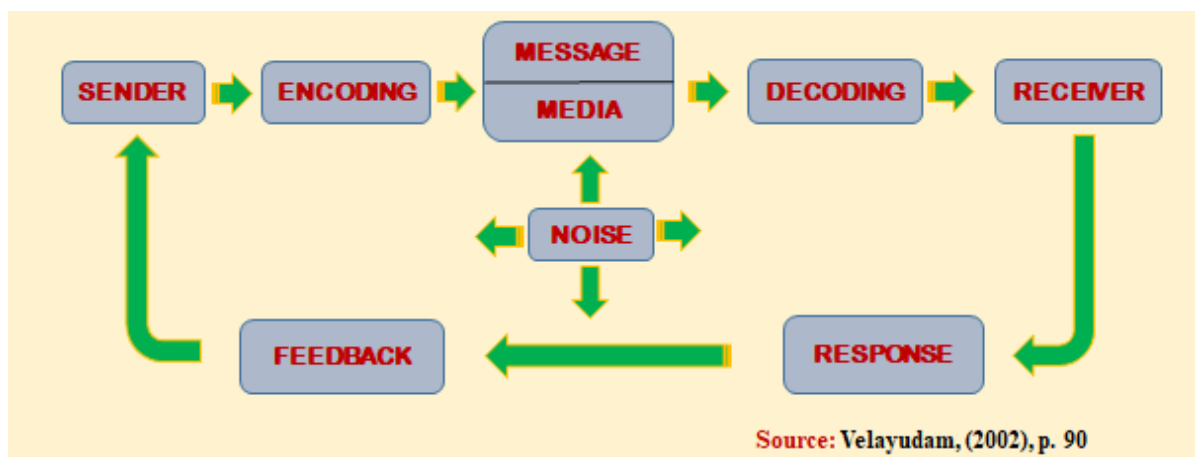 SENDER
ENCODING
MESSAGE
MEDIA
DECODING
RECEIVER
NOISE
FEEDBACK
RESPONSE
Source: Velayudam, (2002), p. 90